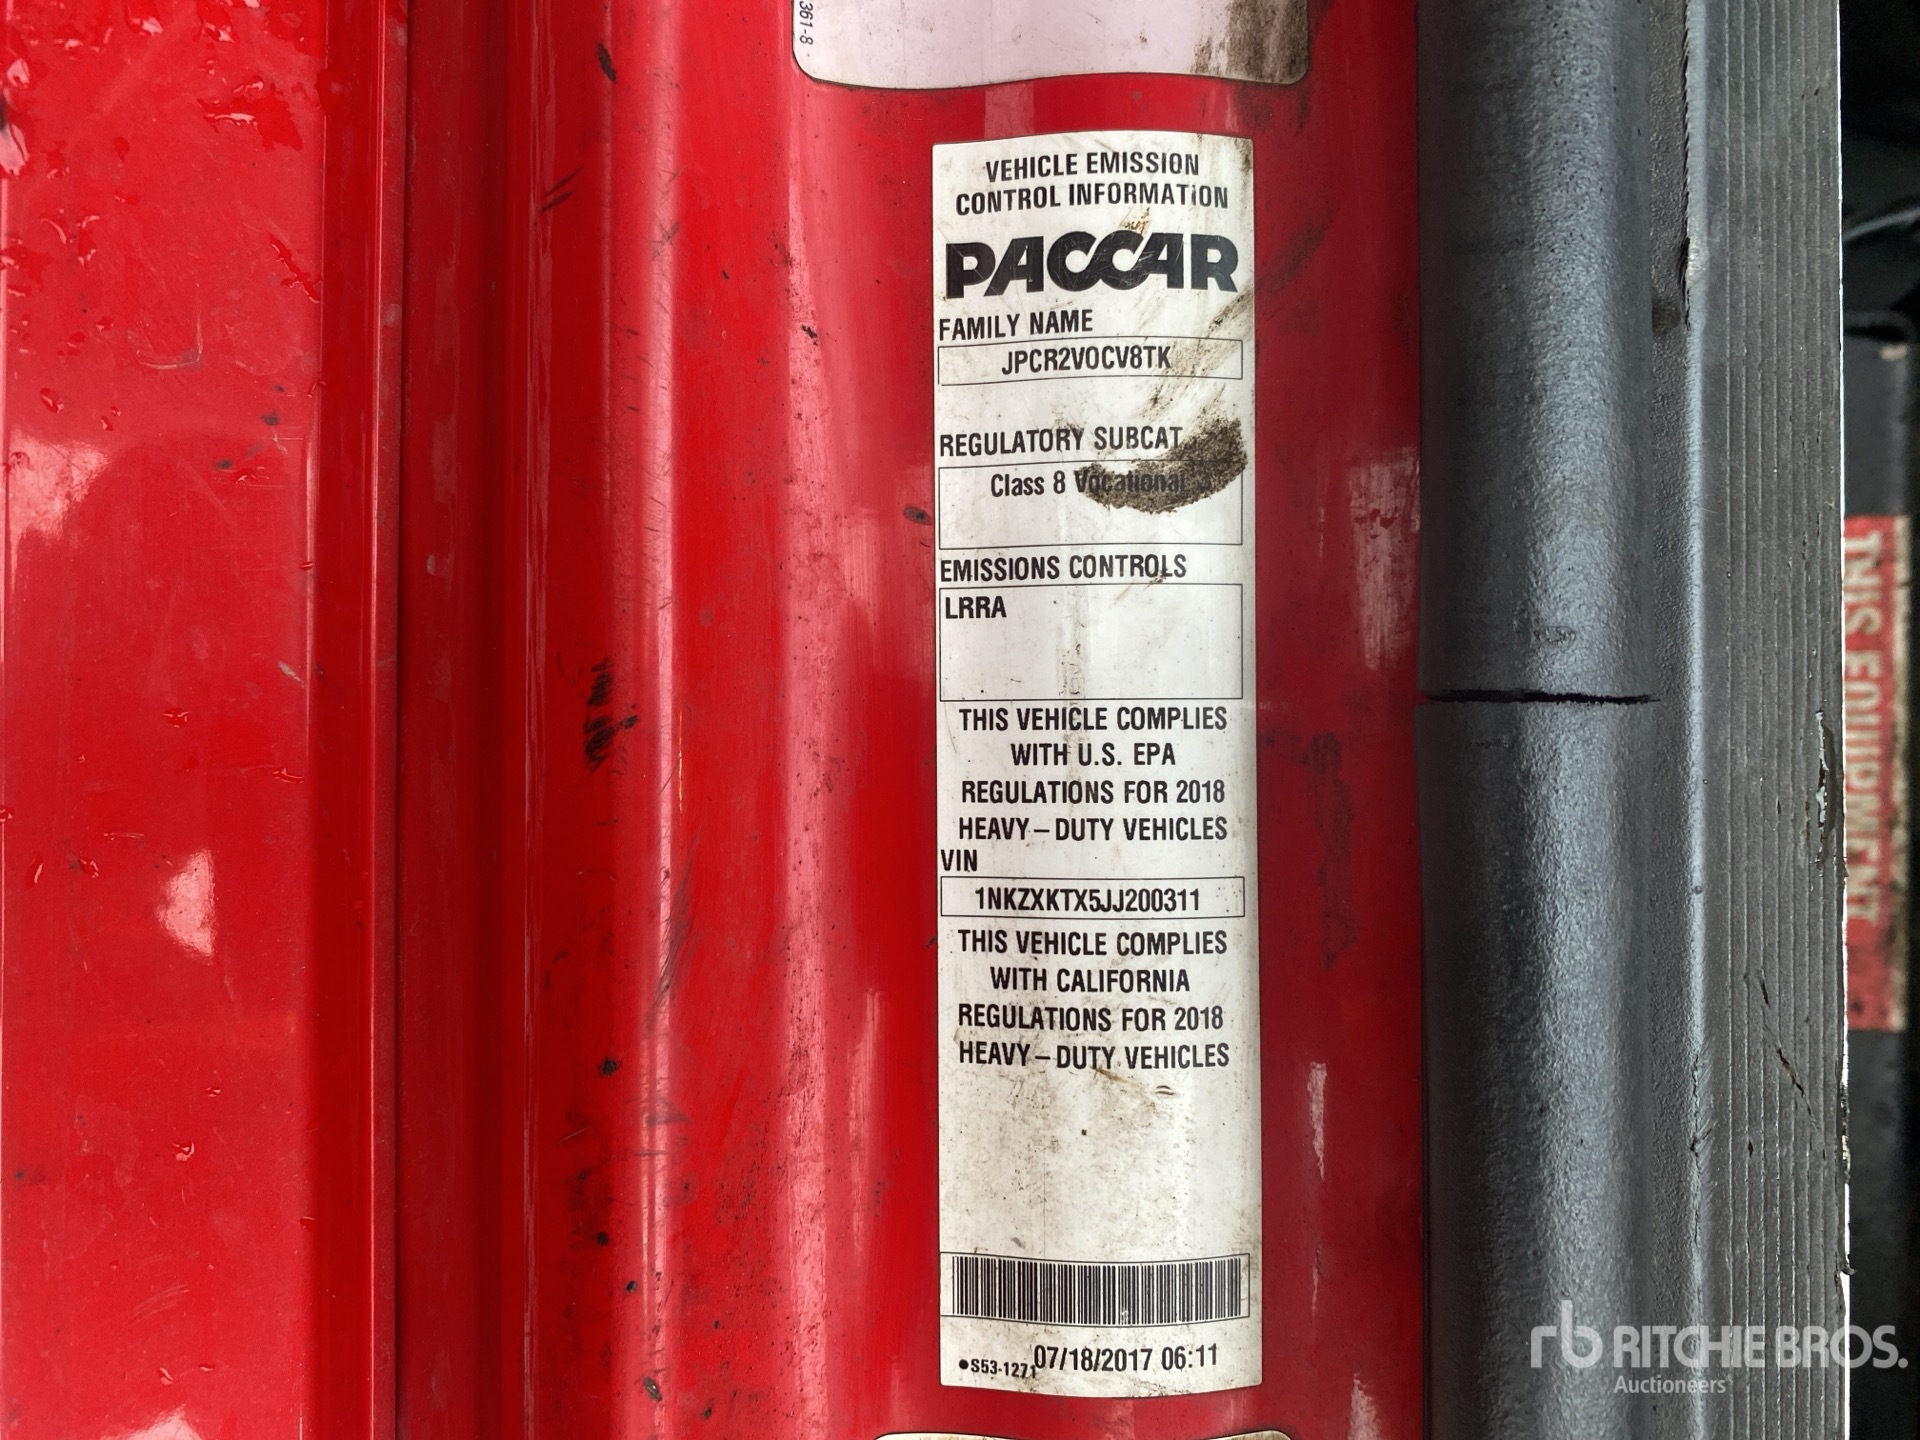 361-8
VEHICLE EMISSION
CONTROL INFORMATION
PACCAR
FAMILY NAME
JPCR2VOCV8TK
REGULATORY SUBCAT
Class 8 Vocational
EMISSIONS CONTROLS
LRRA
THIS VEHICLE COMPLIES
WITH U.S. EPA
REGULATIONS FOR 2018
HEAVY–DUTY VEHICLES
VIN
1NKZXKTX5JJ200311
THIS VEHICLE COMPLIES
WITH CALIFORNIA
REGULATIONS FOR 2018
HEAVY–DUTY VEHICLES
•S53-1271 07/18/2017 06:11
THIS EQUIPMENT
rb RITCHIE BROS.
Auctioneers